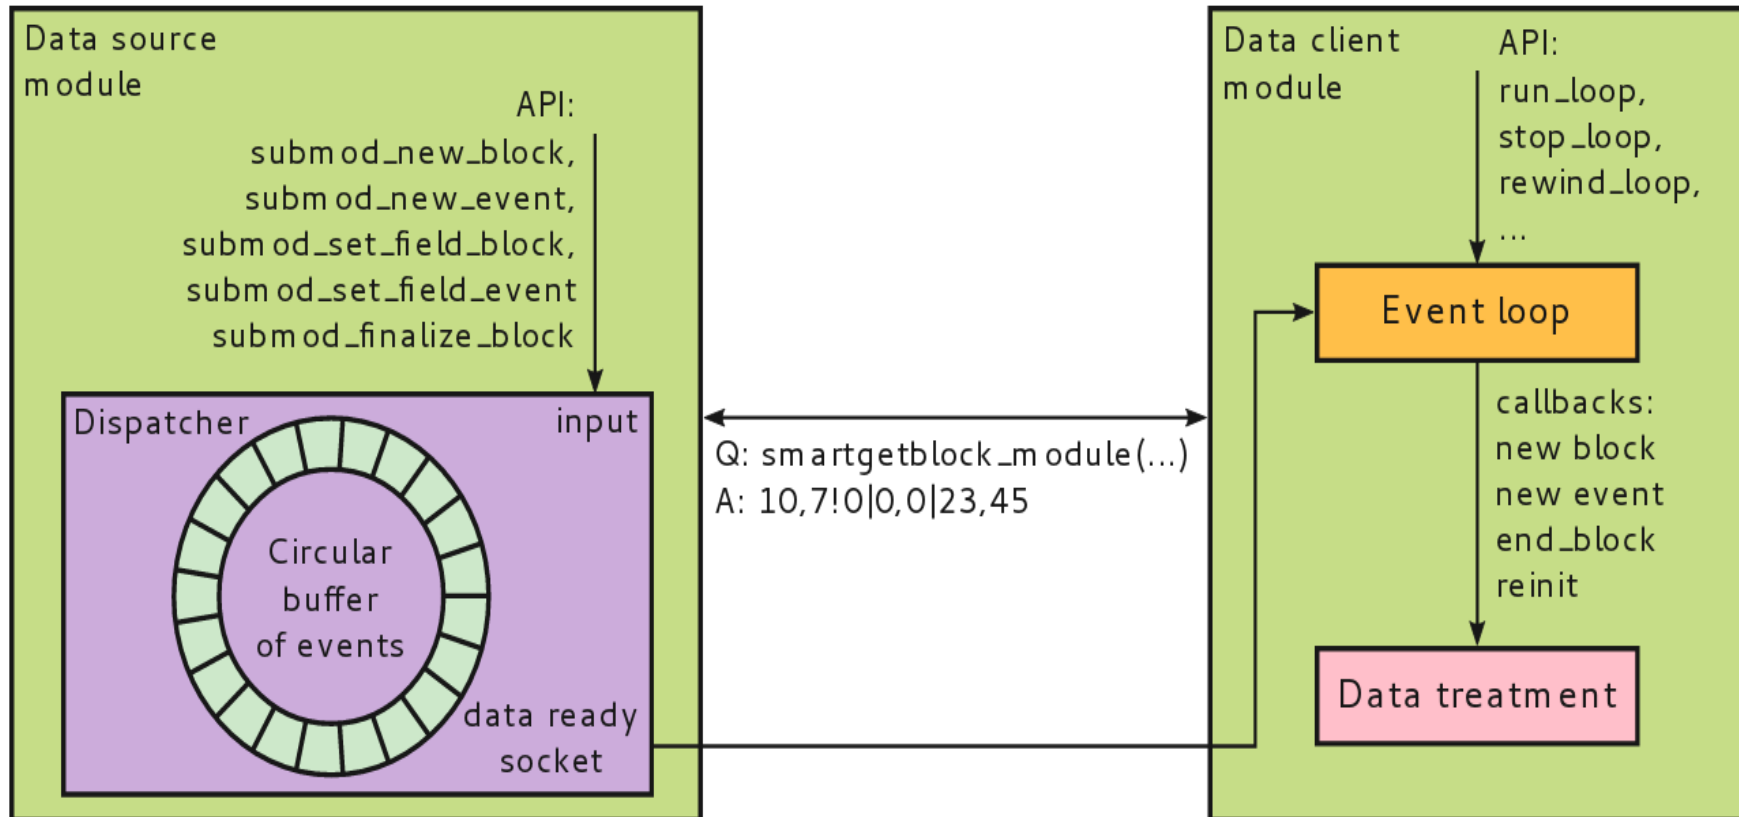 Data source
module
API:
submod_new_block,
submod_new_event,
submod_set_field_block,
submod_set_field_event
submod_finalize_block
Dispatcher
input
Circular
buffer
of events
data ready
socket
Q: smartgetblock_module(...)
A: 10,7!0|0,0|23,45
Data client
module
API:
run_loop,
stop_loop,
rewind_loop,
...
Event loop
callbacks:
new block
new event
end_block
reinit
Data treatment